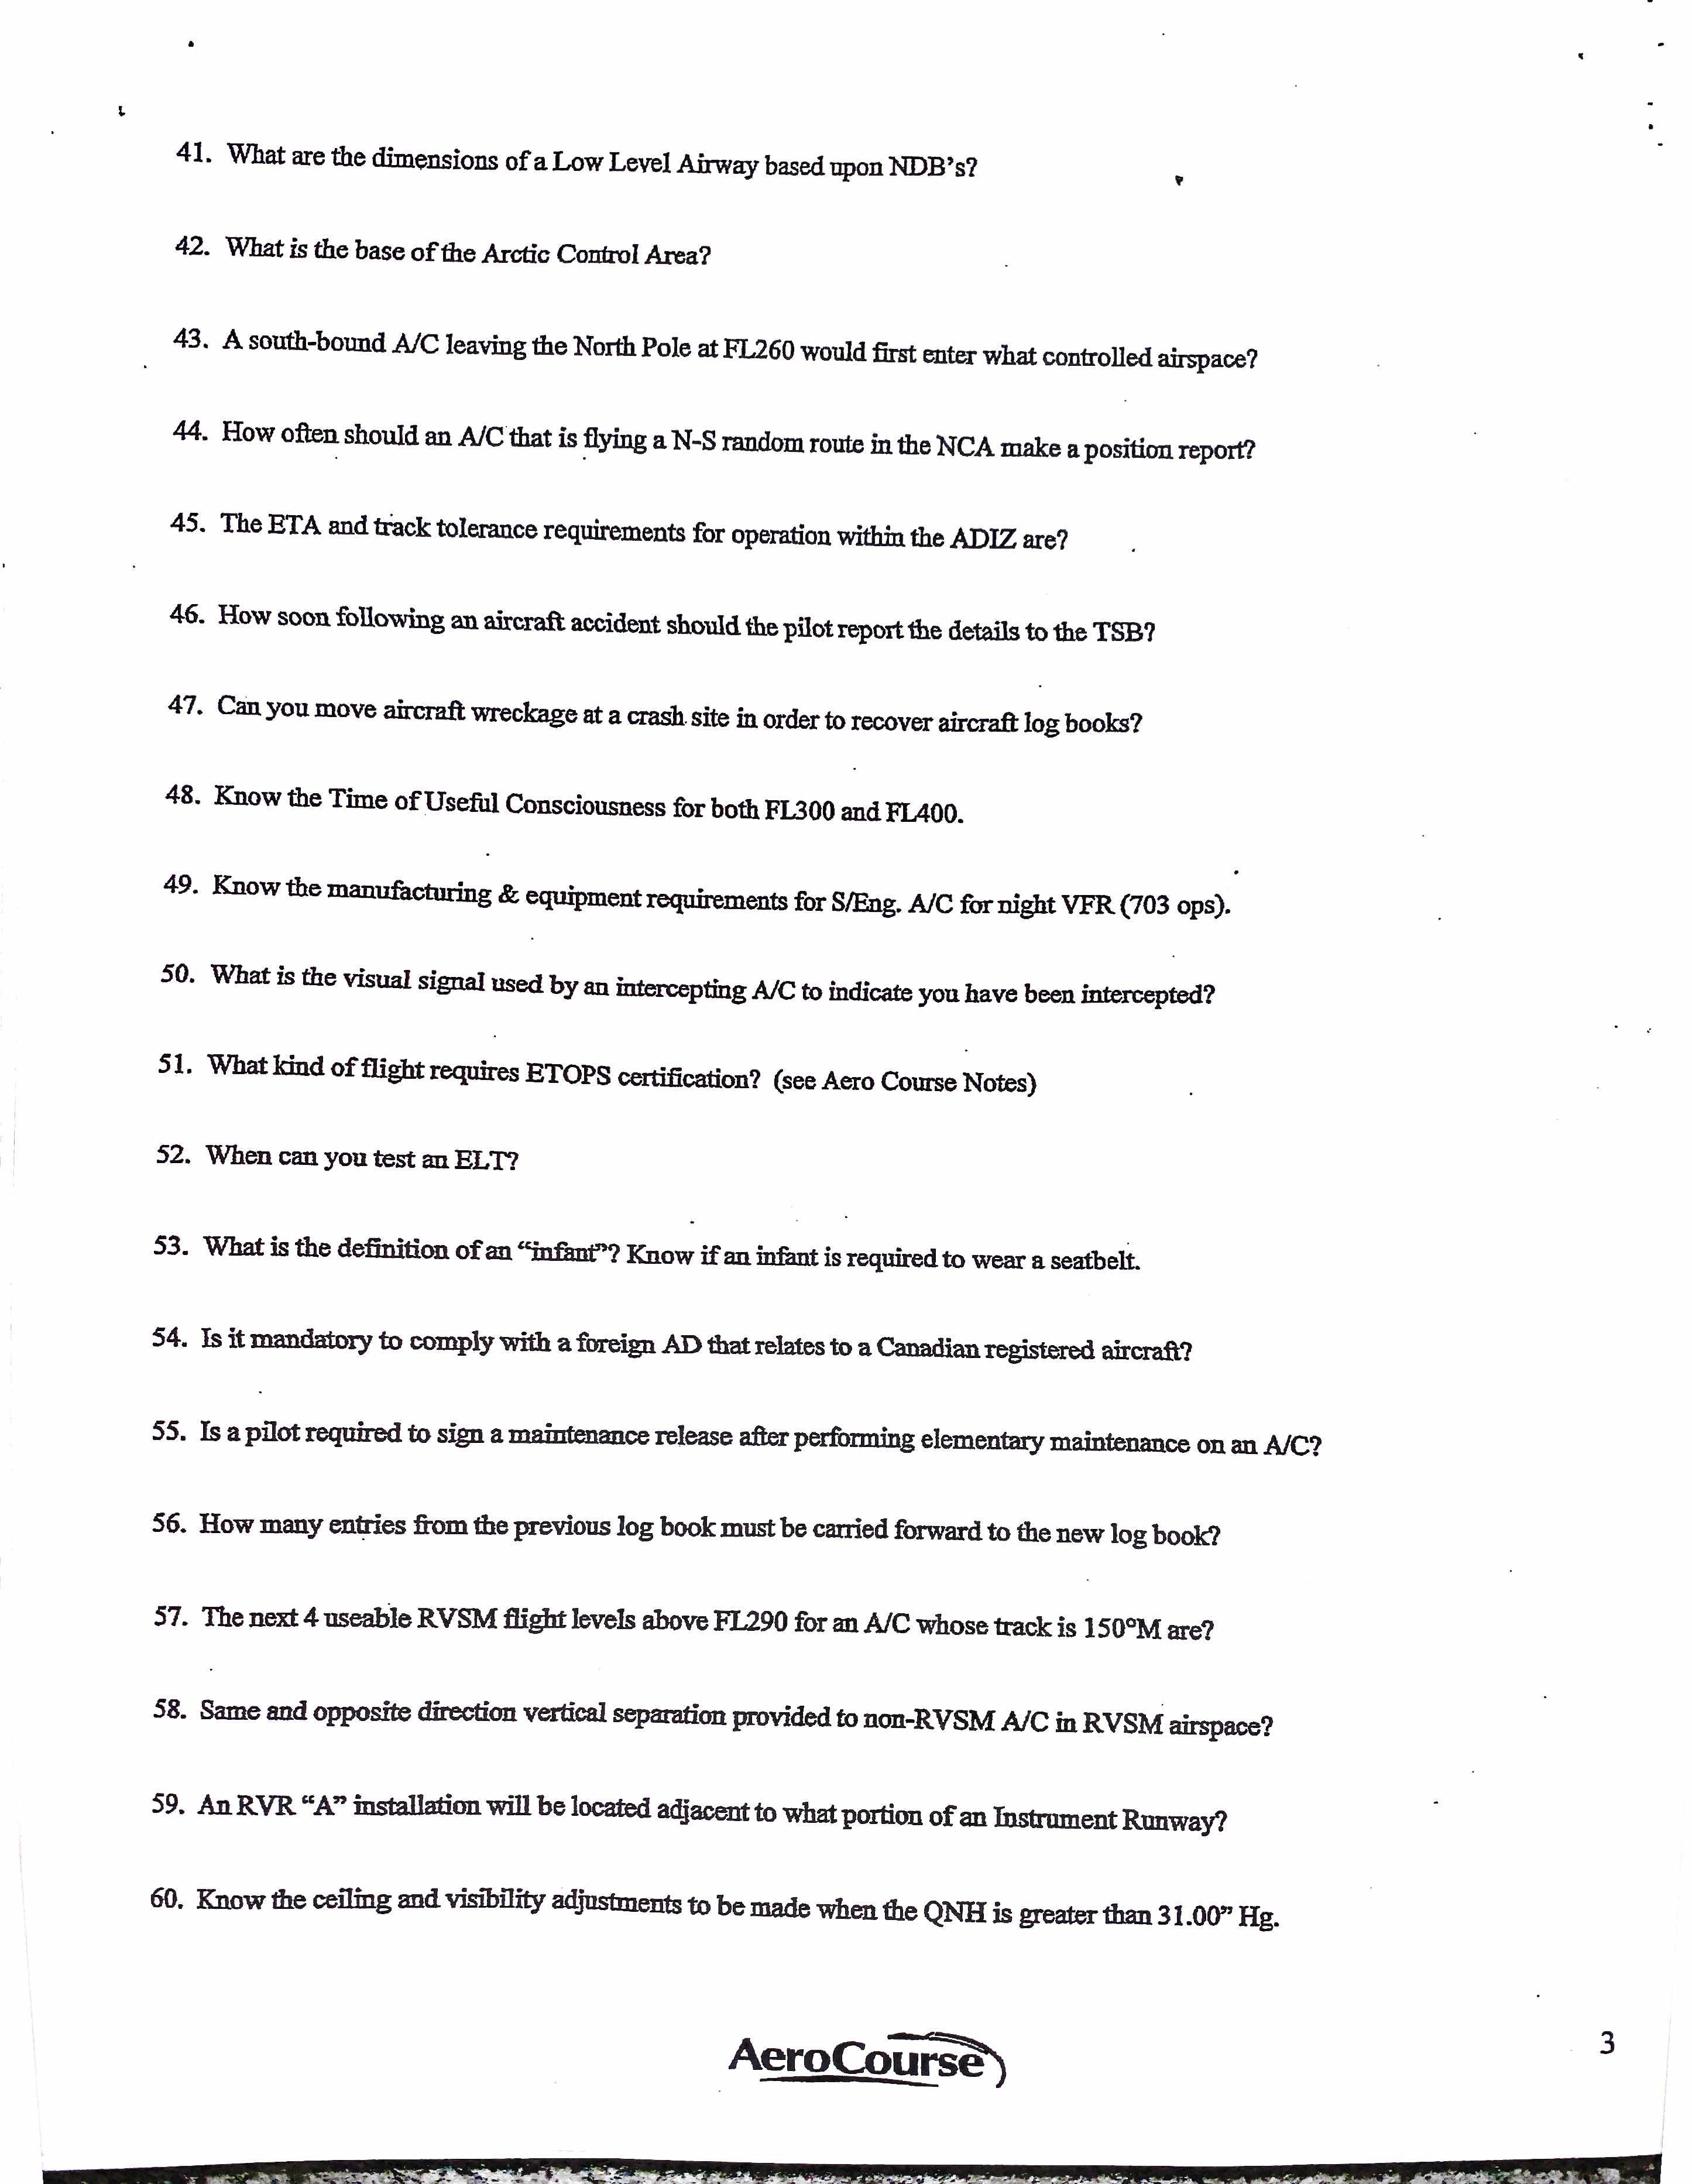 41. What are the dimensions of a Low Level Airway based upon NDB's?
42. What is the base of the Arctic Control Area?
43. A south-bound A/C leaving the North Pole at FL260 would first enter what controlled airspace?
44. How often should an A/C that is flying a N-S random route in the NCA make a position report?
45. The ETA and track tolerance requirements for operation within the ADIZ are?
46. How soon following an aircraft accident should the pilot report the details to the TSB?
47. Can you move aircraft wreckage at a crash site in order to recover aircraft log books?
48. Know the Time of Useful Consciousness for both FL300 and FL400.
49. Know the manufacturing & equipment requirements for S/Eng. A/C for night VFR (703 ops).
50. What is the visual signal used by an intercepting A/C to indicate you have been intercepted?
51. What kind of flight requires ETOPS certification? (see Aero Course Notes)
52. When can you test an ELT?
53. What is the definition of an “infant”? Know if an infant is required to wear a seatbelt.
54. Is it mandatory to comply with a foreign AD that relates to a Canadian registered aircraft?
55. Is a pilot required to sign a maintenance release after performing elementary maintenance on an A/C?
56. How many entries from the previous log book must be carried forward to the new log book?
57. The next 4 useable RVSM flight levels above FL290 for an A/C whose track is 150°M are?
58. Same and opposite direction vertical separation provided to non-RVSM A/C in RVSM airspace?
59. An RVR “A” installation will be located adjacent to what portion of an Instrument Runway?
60. Know the ceiling and visibility adjustments to be made when the QNH is greater than 31.00” Hg.
AeroCourse
3